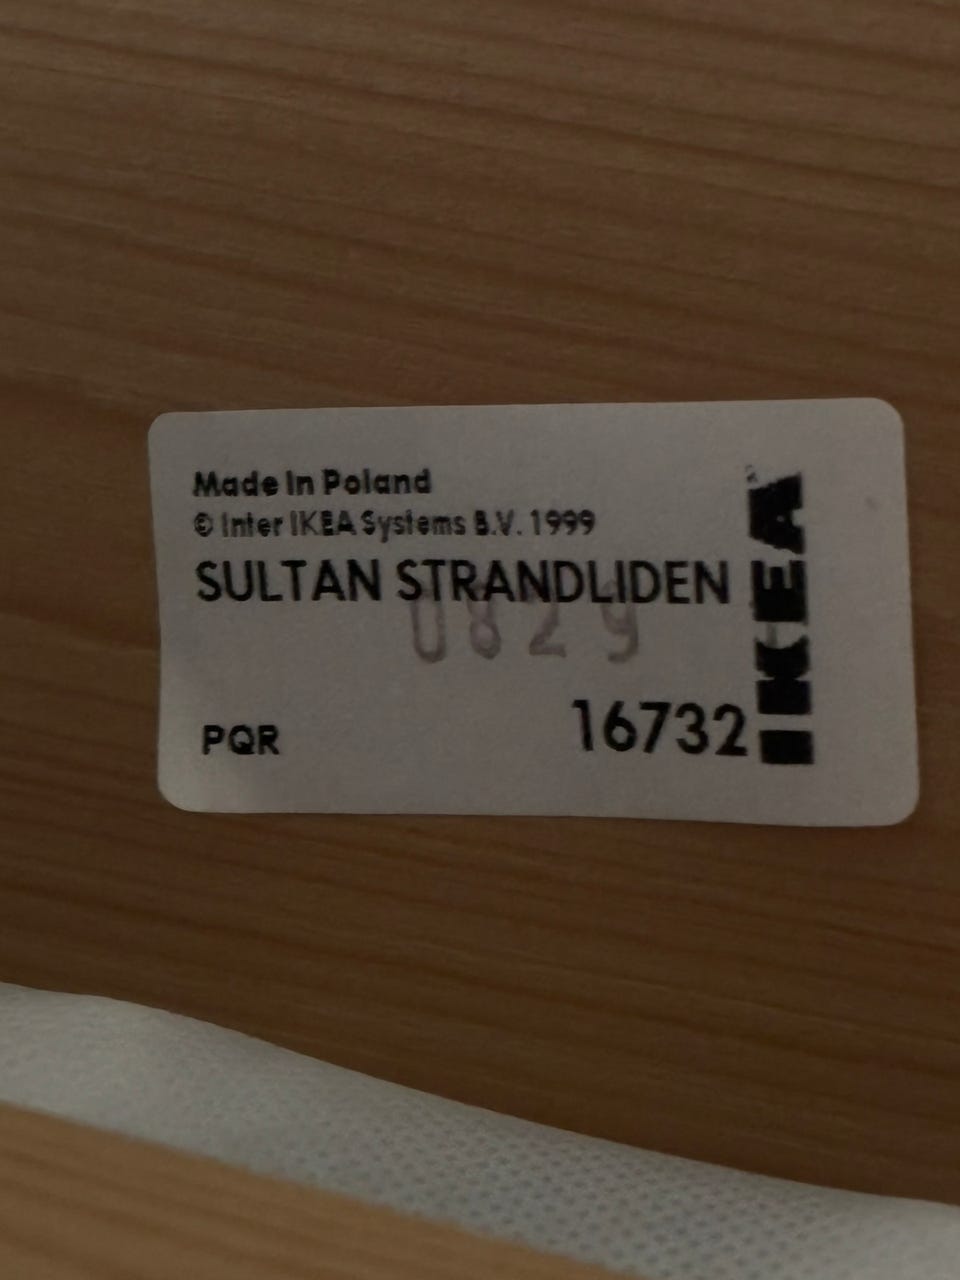 Made in Poland
© Inter IKEA Systems B.V. 1999
SULTAN STRANDLIDEN
0829
PQR
16732
IKEA